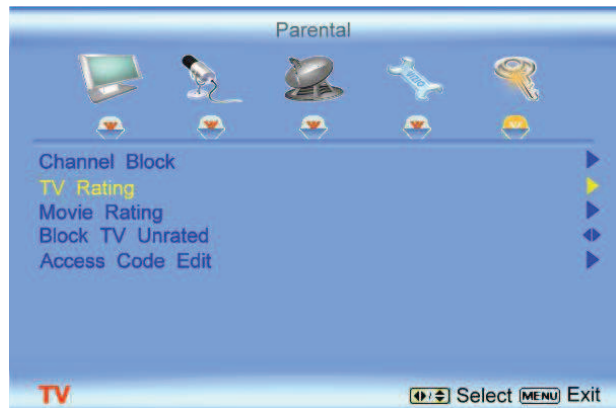 Parental
Channel Block
TV Rating
Movie Rating
Block TV Unrated
Access Code Edit
TV Select MENU Exit